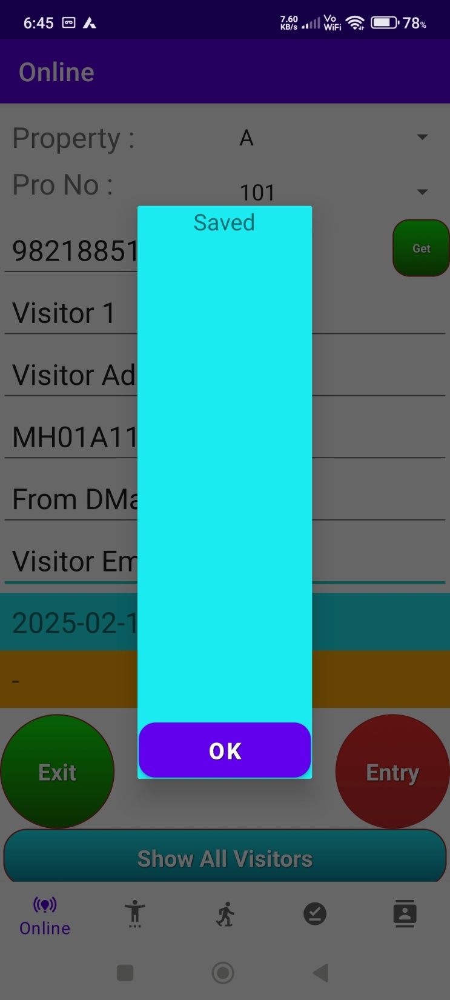 6:45 7.60 KB/s Vo WiFi 78%
Online
Property : A
Pro No : 101
Saved
98218851
Get
Visitor 1
Visitor Ad
MH01A11
From DMa
Visitor Em
2025-02-1
-
OK
Exit
Entry
Show All Visitors
Online